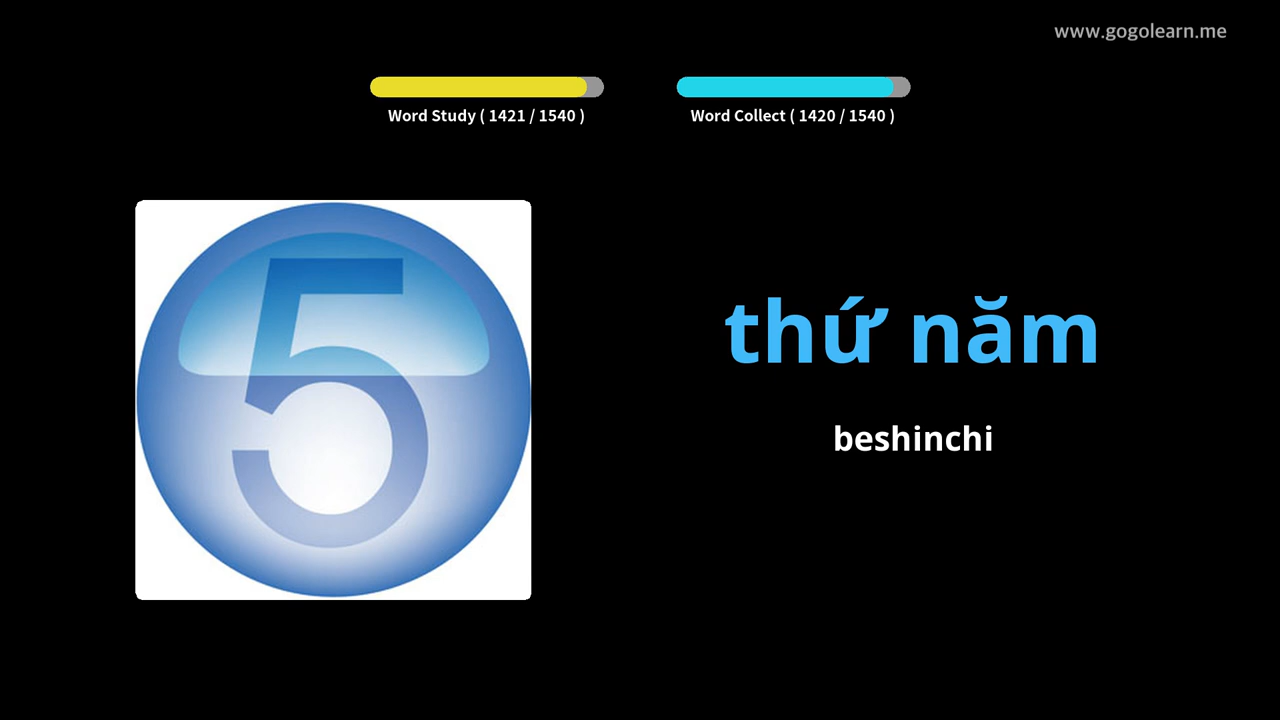 www.gogolearn.me
Word Study ( 1421 / 1540 )
Word Collect ( 1420 / 1540 )
5
thứ năm
beshinchi